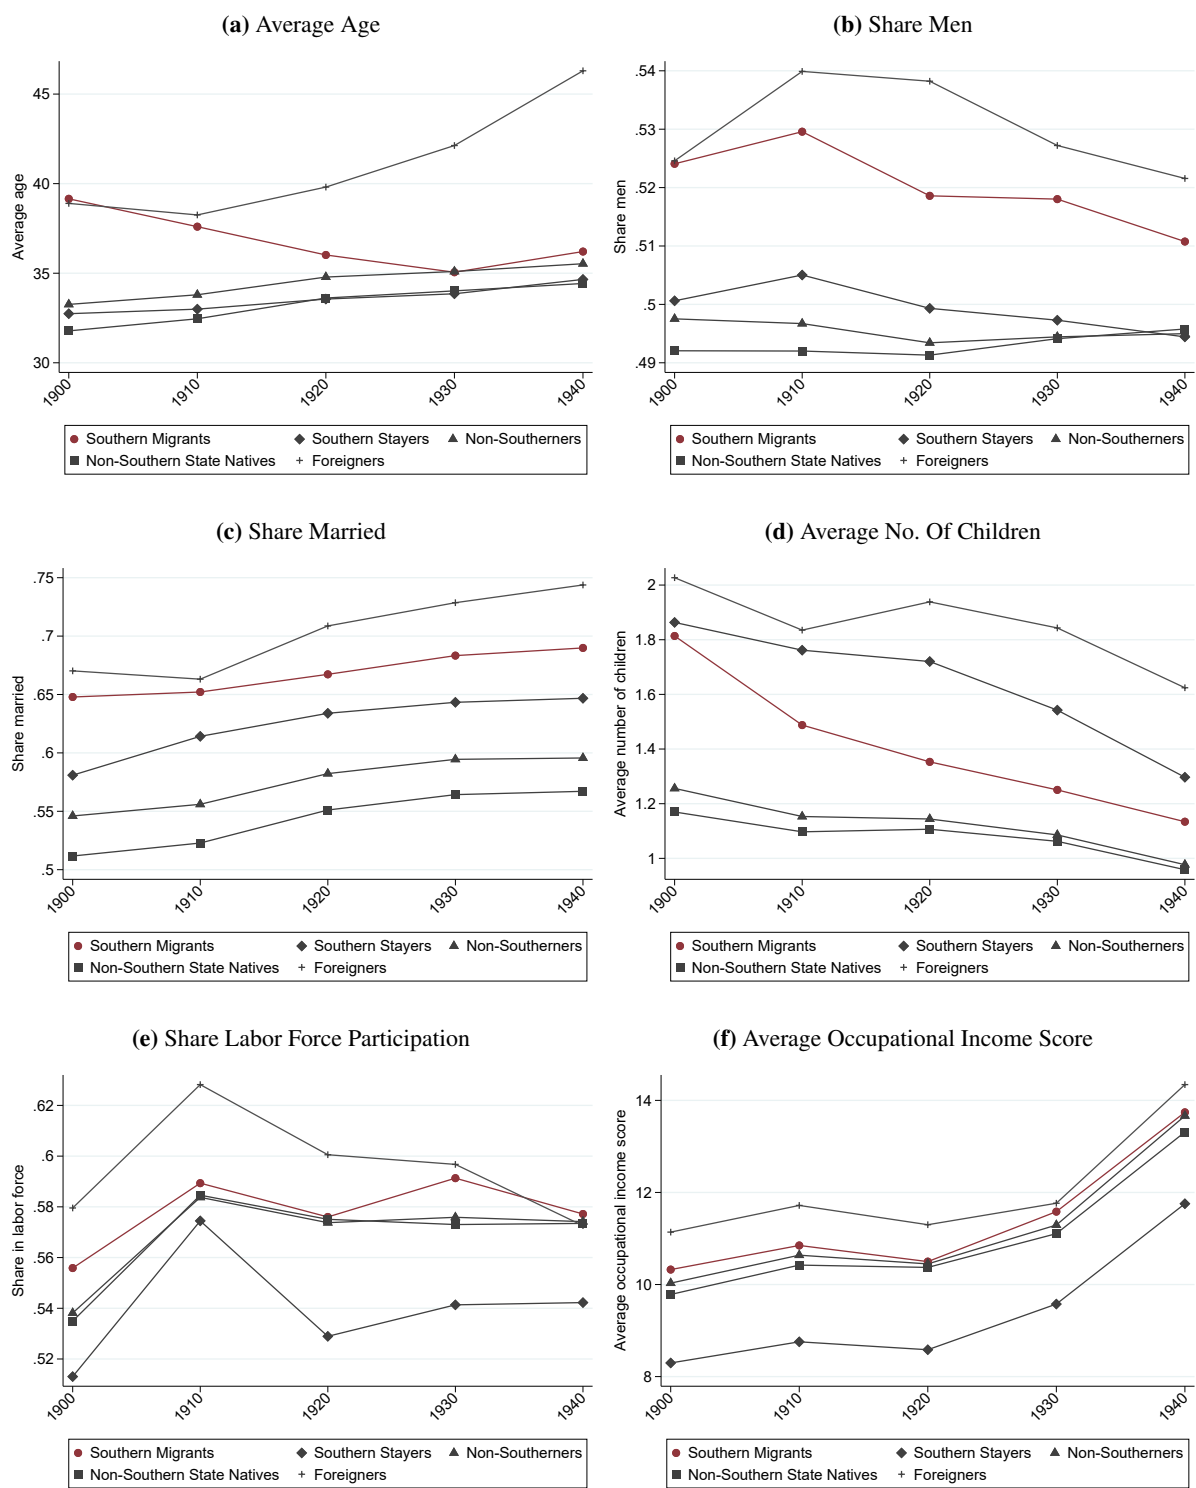 (a) Average Age
(b) Share Men
Average age
45
40
35
30
1900
1910
1920
1930
1940
Southern Migrants
Southern Stayers
Non-Southerners
Non-Southern State Natives
Foreigners
Share men
.54
.53
.52
.51
.5
.49
1900
1910
1920
1930
1940
Southern Migrants
Southern Stayers
Non-Southerners
Non-Southern State Natives
Foreigners
(c) Share Married
(d) Average No. Of Children
Share married
.75
.7
.65
.6
.55
.5
1900
1910
1920
1930
1940
Southern Migrants
Southern Stayers
Non-Southerners
Non-Southern State Natives
Foreigners
Average number of children
2
1.8
1.6
1.4
1.2
1
1900
1910
1920
1930
1940
Southern Migrants
Southern Stayers
Non-Southerners
Non-Southern State Natives
Foreigners
(e) Share Labor Force Participation
(f) Average Occupational Income Score
Share in labor force
.62
.6
.58
.56
.54
.52
1900
1910
1920
1930
1940
Southern Migrants
Southern Stayers
Non-Southerners
Non-Southern State Natives
Foreigners
Average occupational income score
14
12
10
8
1900
1910
1920
1930
1940
Southern Migrants
Southern Stayers
Non-Southerners
Non-Southern State Natives
Foreigners